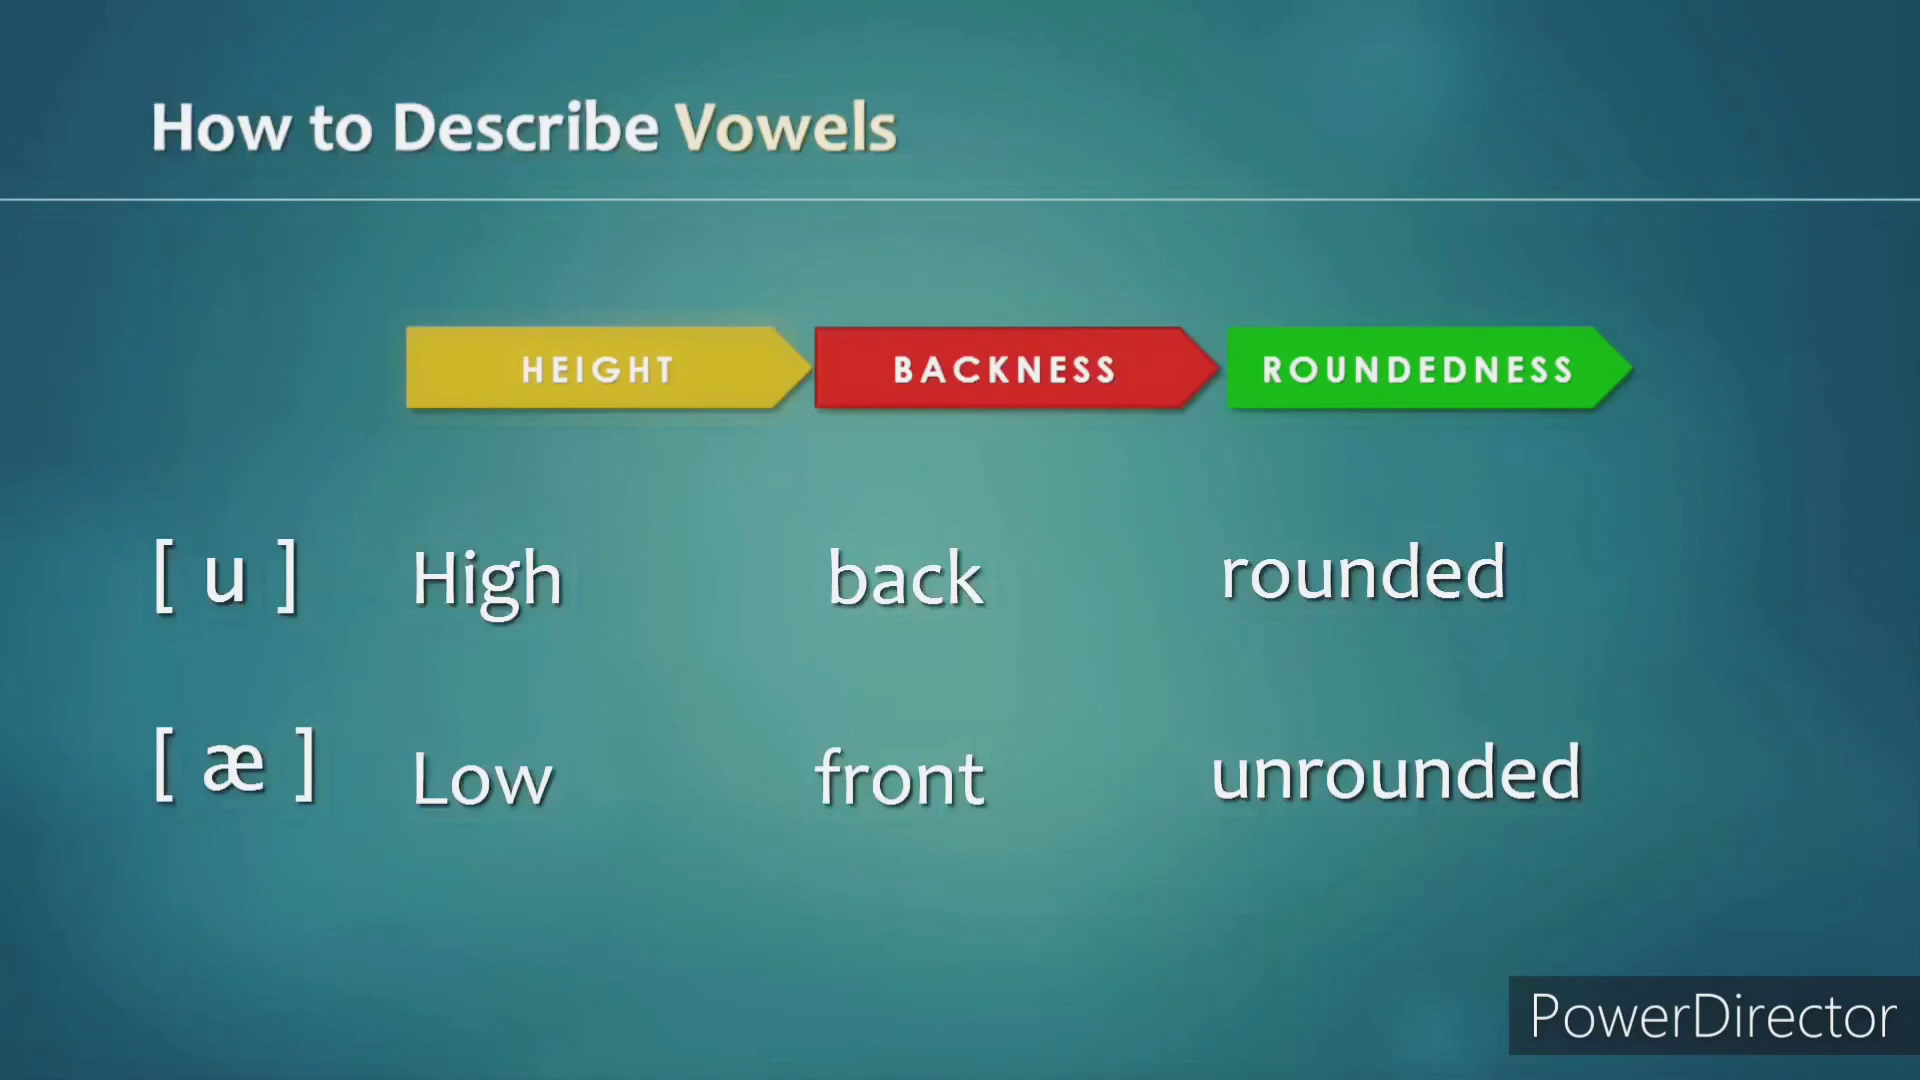 How to Describe Vowels
HEIGHT BACKNESS ROUNDEDNESS
[ u ] High back rounded
[ æ ] Low front unrounded
PowerDirector